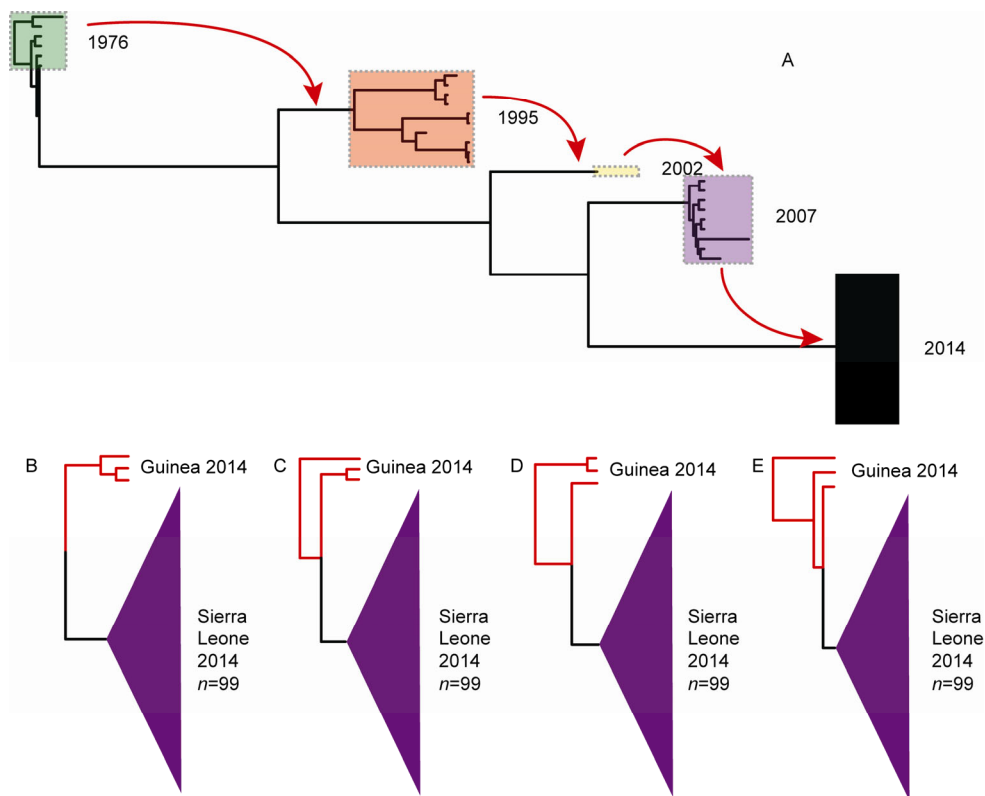 A
1976
1995
2002
2007
2014
B
Guinea 2014
C
Guinea 2014
D
Guinea 2014
E
Guinea 2014
Sierra
Leone
2014
n=99
Sierra
Leone
2014
n=99
Sierra
Leone
2014
n=99
Sierra
Leone
2014
n=99